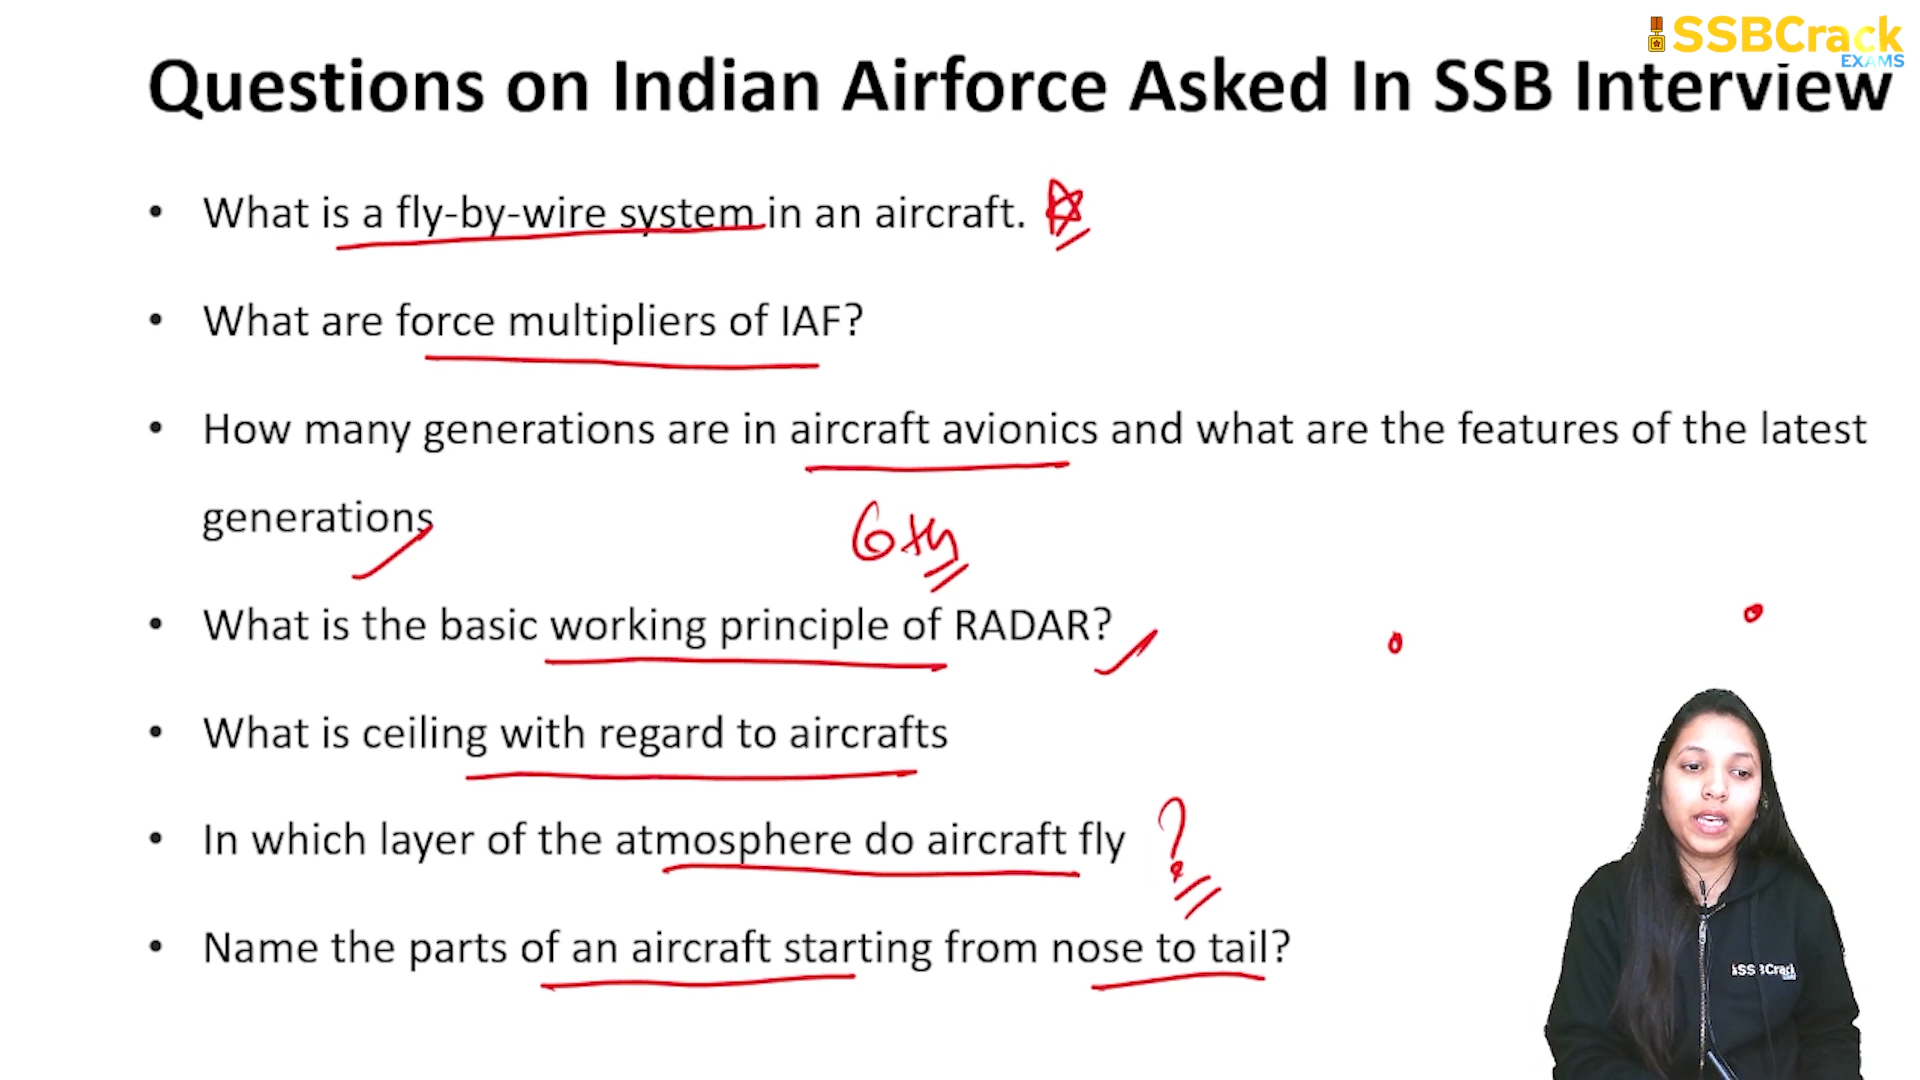 SSBCrack
EXAMS
Questions on Indian Airforce Asked In SSB Interview
• What is a fly-by-wire system in an aircraft.
• What are force multipliers of IAF?
• How many generations are in aircraft avionics and what are the features of the latest
generations
6th
• What is the basic working principle of RADAR?
• What is ceiling with regard to aircrafts
• In which layer of the atmosphere do aircraft fly ?
• Name the parts of an aircraft starting from nose to tail?
SSBCrack